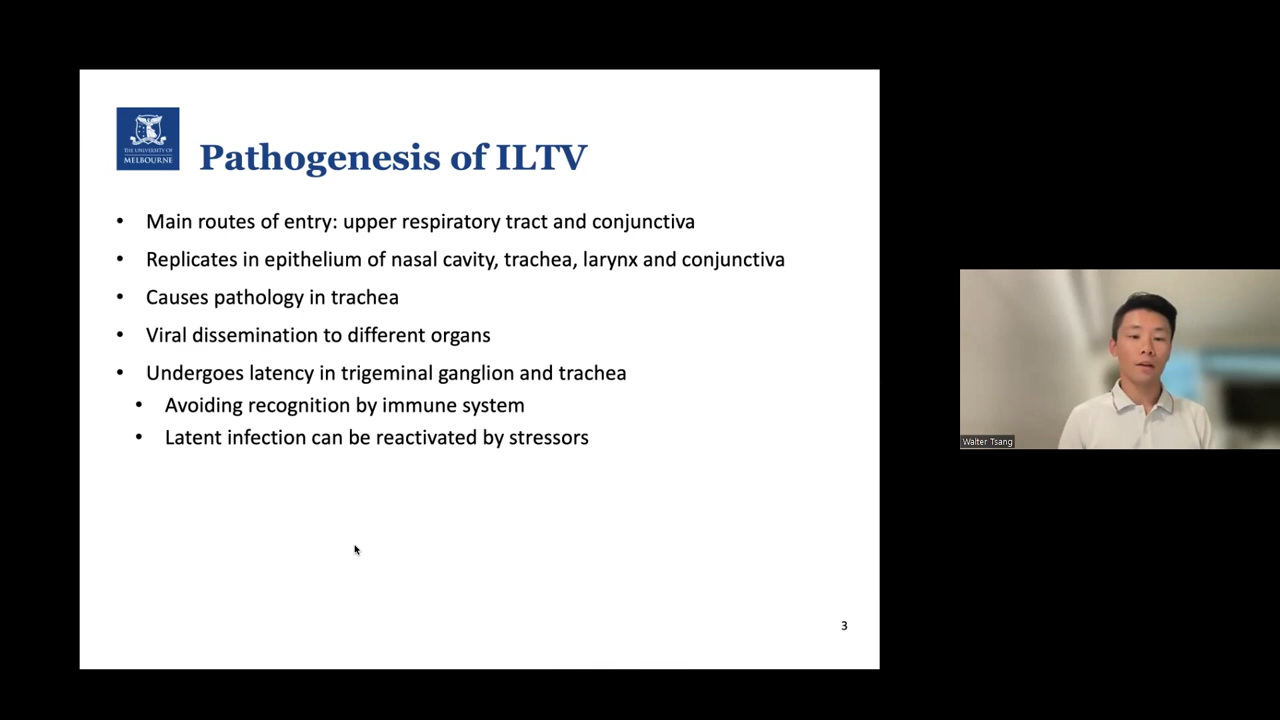 THE UNIVERSITY OF
MELBOURNE
Pathogenesis of ILTV
• Main routes of entry: upper respiratory tract and conjunctiva
• Replicates in epithelium of nasal cavity, trachea, larynx and conjunctiva
• Causes pathology in trachea
• Viral dissemination to different organs
• Undergoes latency in trigeminal ganglion and trachea
• Avoiding recognition by immune system
• Latent infection can be reactivated by stressors
3
Walter Tsang